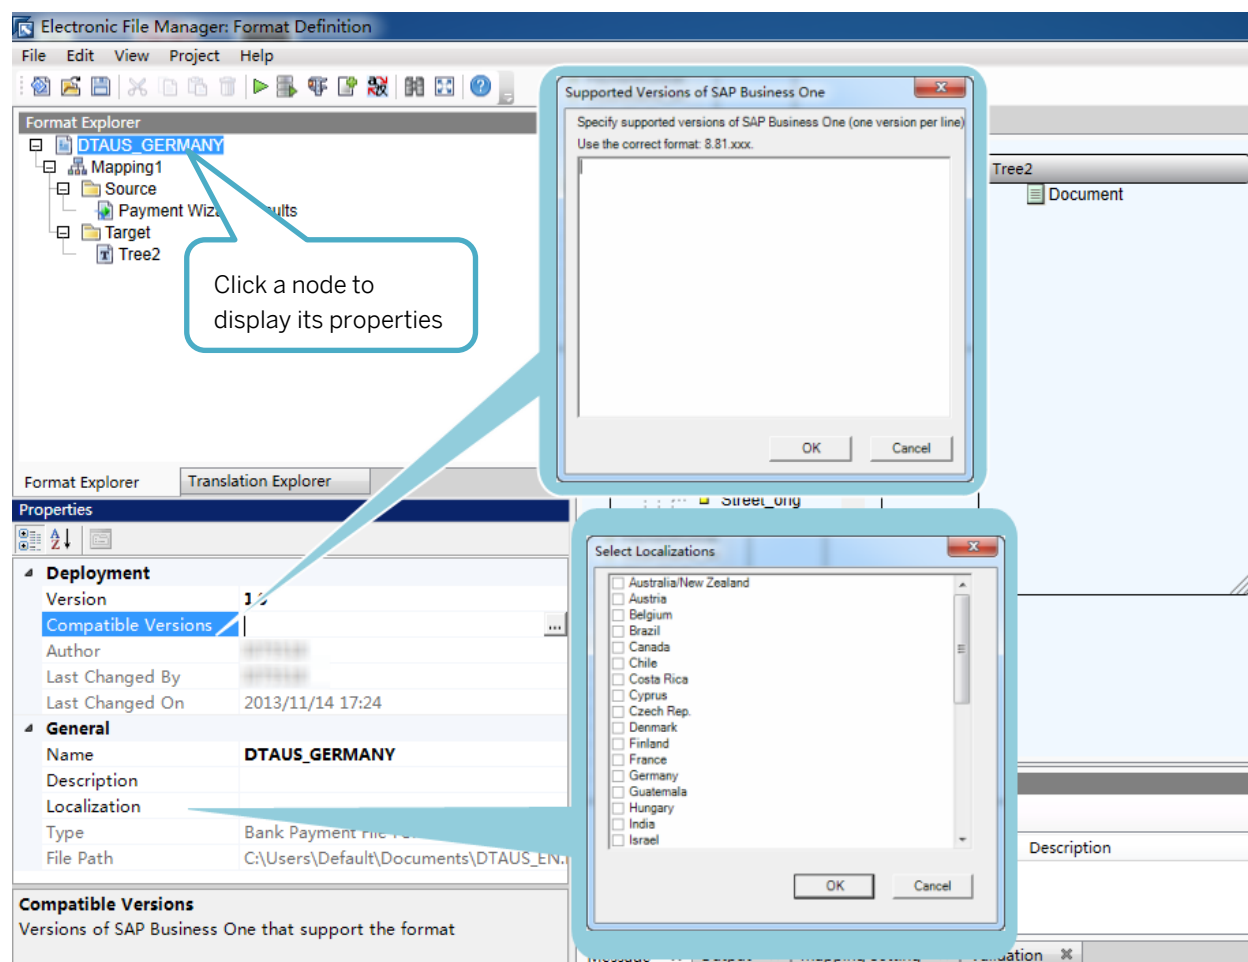 Electronic File Manager: Format Definition
File Edit View Project Help
Format Explorer
DTAUS_GERMANY
Mapping1
Source
Payment
Target
Tree2
Click a node to
display its properties
Format Explorer
Translation Explorer
Properties
Deployment
Version
Compatible Versions
...
Author
Last Changed By
Last Changed On 2013/11/14 17:24
General
Name DTAUS_GERMANY
Description
Localization
Type Bank Payment File
File Path C:\Users\Default\Documents\DTAUS_EN.
Compatible Versions
Versions of SAP Business One that support the format
Supported Versions of SAP Business One
Specify supported versions of SAP Business One (one version per line)
Use the correct format: 8.81.xxx.
OK Cancel
Tree2
Document
Street_orig
Select Localizations
Australia/New Zealand
Austria
Belgium
Brazil
Canada
Chile
Costa Rica
Cyprus
Czech Rep.
Denmark
Finland
France
Germany
Guatemala
Hungary
India
Israel
OK Cancel
Description